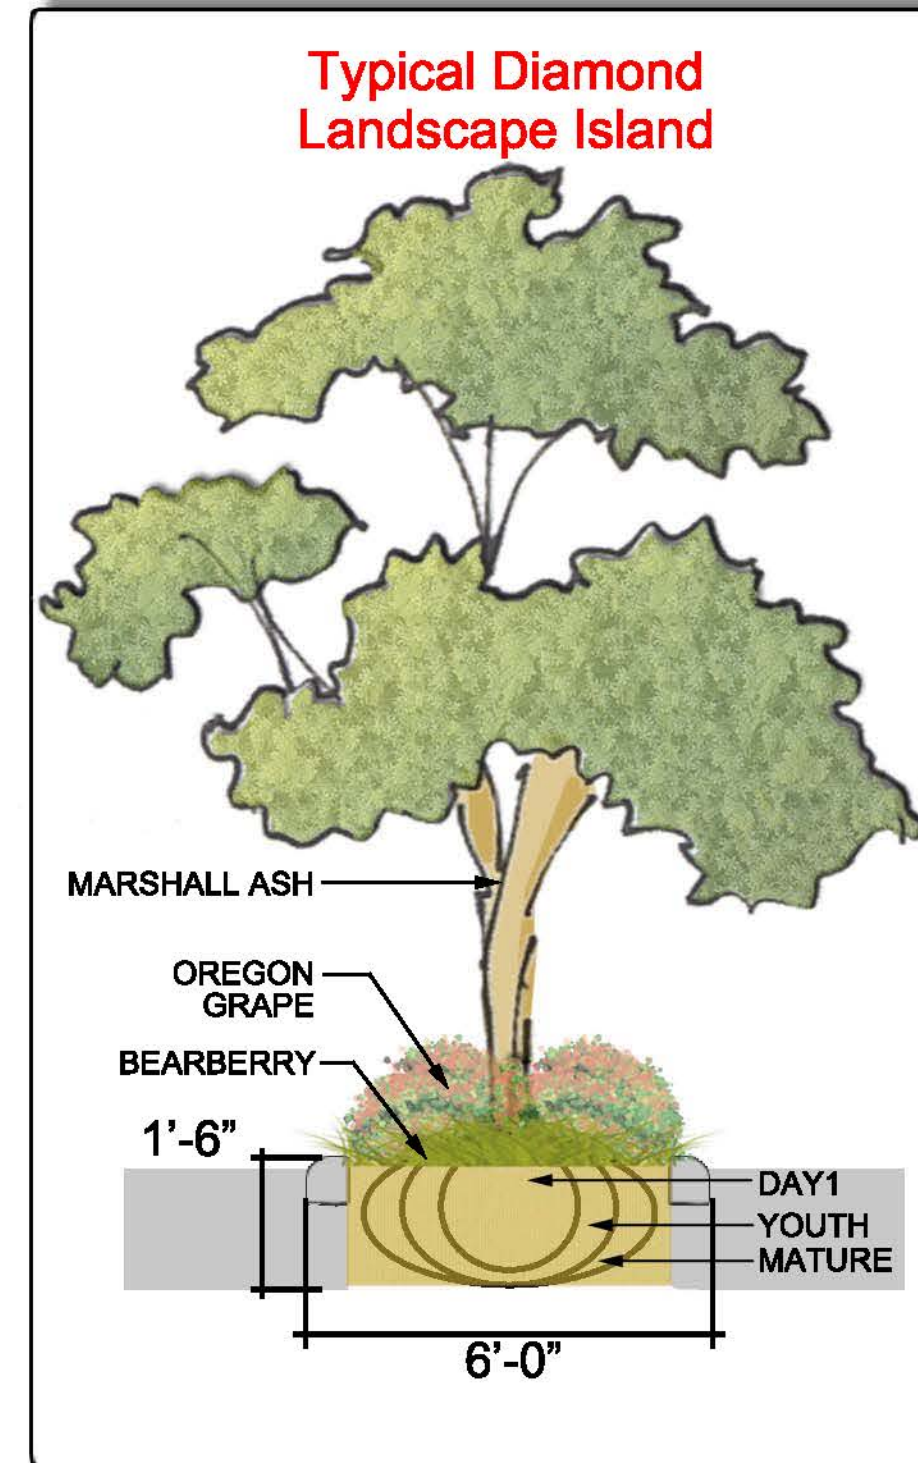 Typical Diamond
Landscape Island
MARSHALL ASH
OREGON
GRAPE
BEARBERRY
1’-6”
DAY1
YOUTH
MATURE
6’-0”